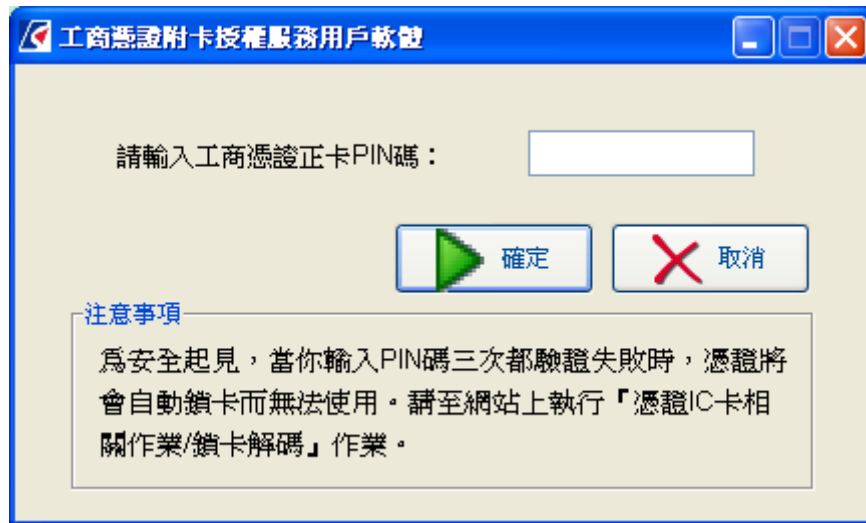 工商憑證附卡授權服務用戶軟體
請輸入工商憑證正卡PIN碼：
確定
取消
注意事項
為安全起見，當你輸入PIN碼三次都驗證失敗時，憑證將
會自動鎖卡而無法使用。請至網站上執行「憑證IC卡相
關作業/鎖卡解碼」作業。